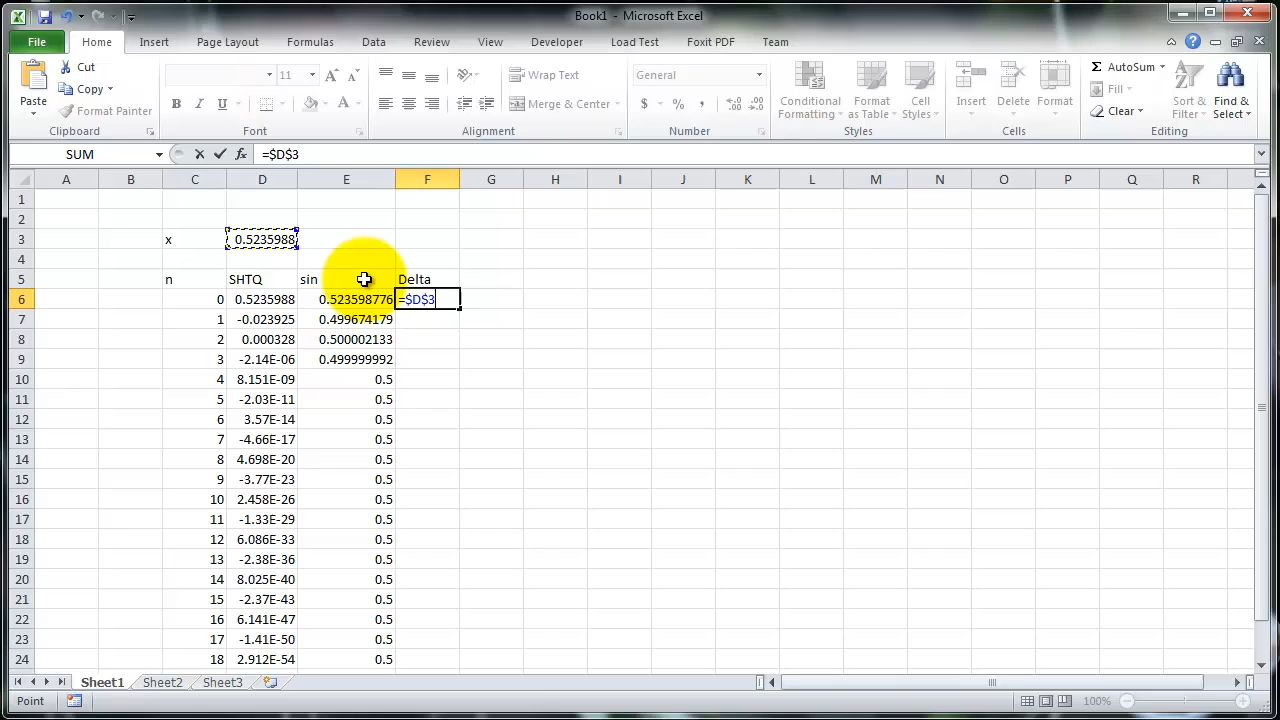 Book1 - Microsoft Excel
File Home Insert Page Layout Formulas Data Review View Developer Load Test Foxit PDF Team
Paste Cut Copy Format Painter
11
Wrap Text Merge & Center
General
$ % ,
Conditional Formatting Format as Table Cell Styles
Insert Delete Format
Σ AutoSum Fill Clear Sort & Filter Find & Select
Clipboard Font Alignment Number Styles Cells Editing
SUM fx =$D$3
A B C D E F G H I J K L M N O P Q R
1
2
3 x 0.5235988
4
5 n SHTQ sin Delta
6 0 0.5235988 0.523598776 =$D$3
7 1 -0.023925 0.499674179
8 2 0.000328 0.500002133
9 3 -2.14E-06 0.499999992
10 4 8.151E-09 0.5
11 5 -2.03E-11 0.5
12 6 3.57E-14 0.5
13 7 -4.66E-17 0.5
14 8 4.698E-20 0.5
15 9 -3.77E-23 0.5
16 10 2.458E-26 0.5
17 11 -1.33E-29 0.5
18 12 6.086E-33 0.5
19 13 -2.38E-36 0.5
20 14 8.025E-40 0.5
21 15 -2.37E-43 0.5
22 16 6.141E-47 0.5
23 17 -1.41E-50 0.5
24 18 2.912E-54 0.5
Sheet1 Sheet2 Sheet3
Point 100%